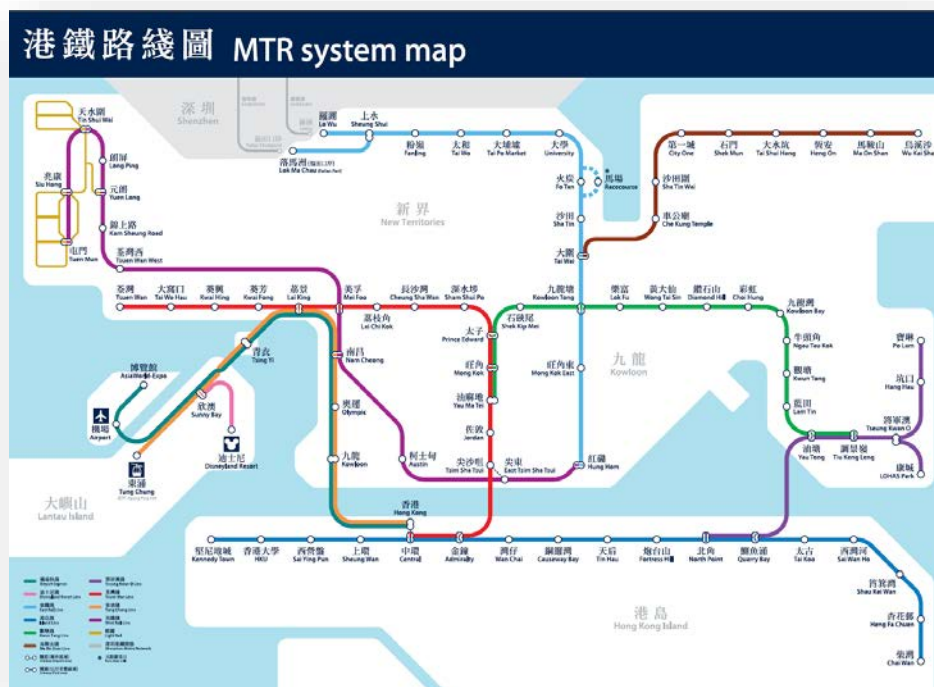 港鐵路綫圖 MTR system map
深圳
Shenzhen
羅湖
Lo Wu
上水
Sheung Shui
粉嶺
Fanling
太和
Tai Wo
大埔墟
Tai Po Market
大學
University
落馬洲
Lok Ma Chau
火炭
Fo Tan
馬場
Racecourse
沙田
Sha Tin
大圍
Tai Wai
第一城
City One
石門
Shek Mun
大水坑
Tai Shui Hang
恆安
Heng On
馬鞍山
Ma On Shan
烏溪沙
Wu Kai Sha
沙田圍
Sha Tin Wai
車公廟
Che Kung Temple
新界
New Territories
天水圍
Tin Shui Wai
朗屏
Long Ping
兆康
Siu Hong
元朗
Yuen Long
錦上路
Kam Sheung Road
屯門
Tuen Mun
荃灣西
Tsuen Wan West
荃灣
Tsuen Wan
大窩口
Tai Wo Hau
葵興
Kwai Hing
葵芳
Kwai Fong
荔景
Lai King
美孚
Mei Foo
荔枝角
Lai Chi Kok
長沙灣
Cheung Sha Wan
深水埗
Sham Shui Po
太子
Prince Edward
石硤尾
Shek Kip Mei
九龍塘
Kowloon Tong
樂富
Lok Fu
黃大仙
Wong Tai Sin
鑽石山
Diamond Hill
彩虹
Choi Hung
九龍灣
Kowloon Bay
牛頭角
Ngau Tau Kok
觀塘
Kwun Tong
藍田
Lam Tin
油塘
Yau Tong
調景嶺
Tiu Keng Leng
寶琳
Po Lam
坑口
Hang Hau
將軍澳
Tseung Kwan O
康城
LOHAS Park
青衣
Tsing Yi
南昌
Nam Cheong
旺角
Mong Kok
旺角東
Mong Kok East
九龍
Kowloon
油麻地
Yau Ma Tei
佐敦
Jordan
尖沙咀
Tsim Sha Tsui
尖東
East Tsim Sha Tsui
紅磡
Hung Hom
柯士甸
Austin
奧運
Olympic
九龍
Kowloon
博覽館
AsiaWorld-Expo
機場
Airport
欣澳
Sunny Bay
迪士尼
Disneyland Resort
東涌
Tung Chung
大嶼山
Lantau Island
香港
Hong Kong
堅尼地城
Kennedy Town
香港大學
HKU
西營盤
Sai Ying Pun
上環
Sheung Wan
中環
Central
金鐘
Admiralty
灣仔
Wan Chai
銅鑼灣
Causeway Bay
天后
Tin Hau
炮台山
Fortress Hill
北角
North Point
鰂魚涌
Quarry Bay
太古
Tai Koo
西灣河
Sai Wan Ho
筲箕灣
Shau Kei Wan
杏花邨
Heng Fa Chuen
柴灣
Chai Wan
港島
Hong Kong Island